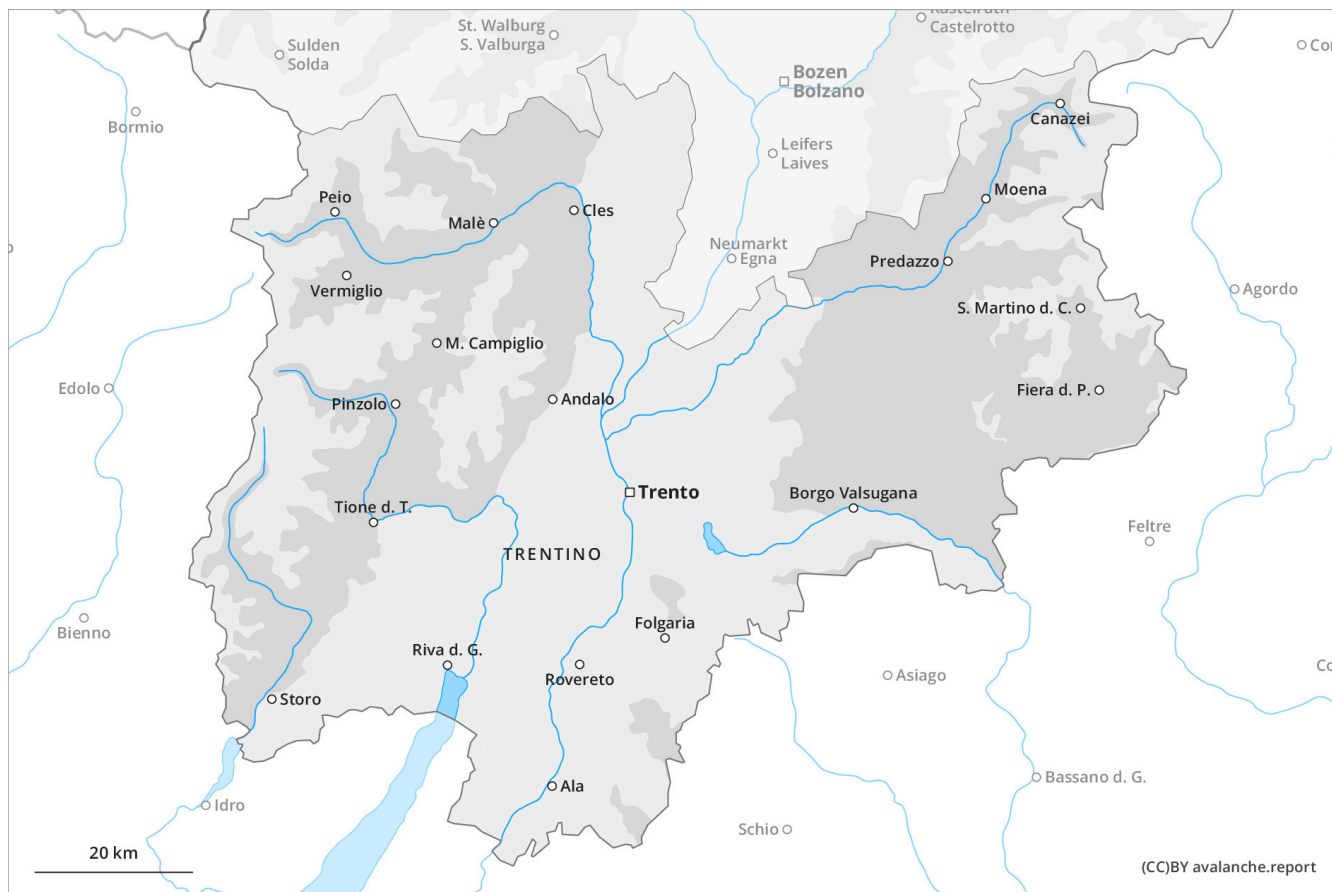 Kastelruth
Castelrotto
St. Walburg
S. Valburga
Sulden
Solda
Cor
Bozen
Bolzano
Bormio
Canazei
Leifers
Laives
Moena
Peio
Malè
Cles
Neumarkt
Egna
Predazzo
Vermiglio
Agordo
S. Martino d. C.
M. Campiglio
Edolo
Fiera d. P.
Pinzolo
Andalo
Trento
Borgo Valsugana
Tione d. T.
Feltre
TRENTINO
Bienno
Folgaria
Riva d. G.
Rovereto
Asiago
Co
Storo
Bassano d. G.
Ala
Idro
Schio
20 km
(CC)BY avalanche.report